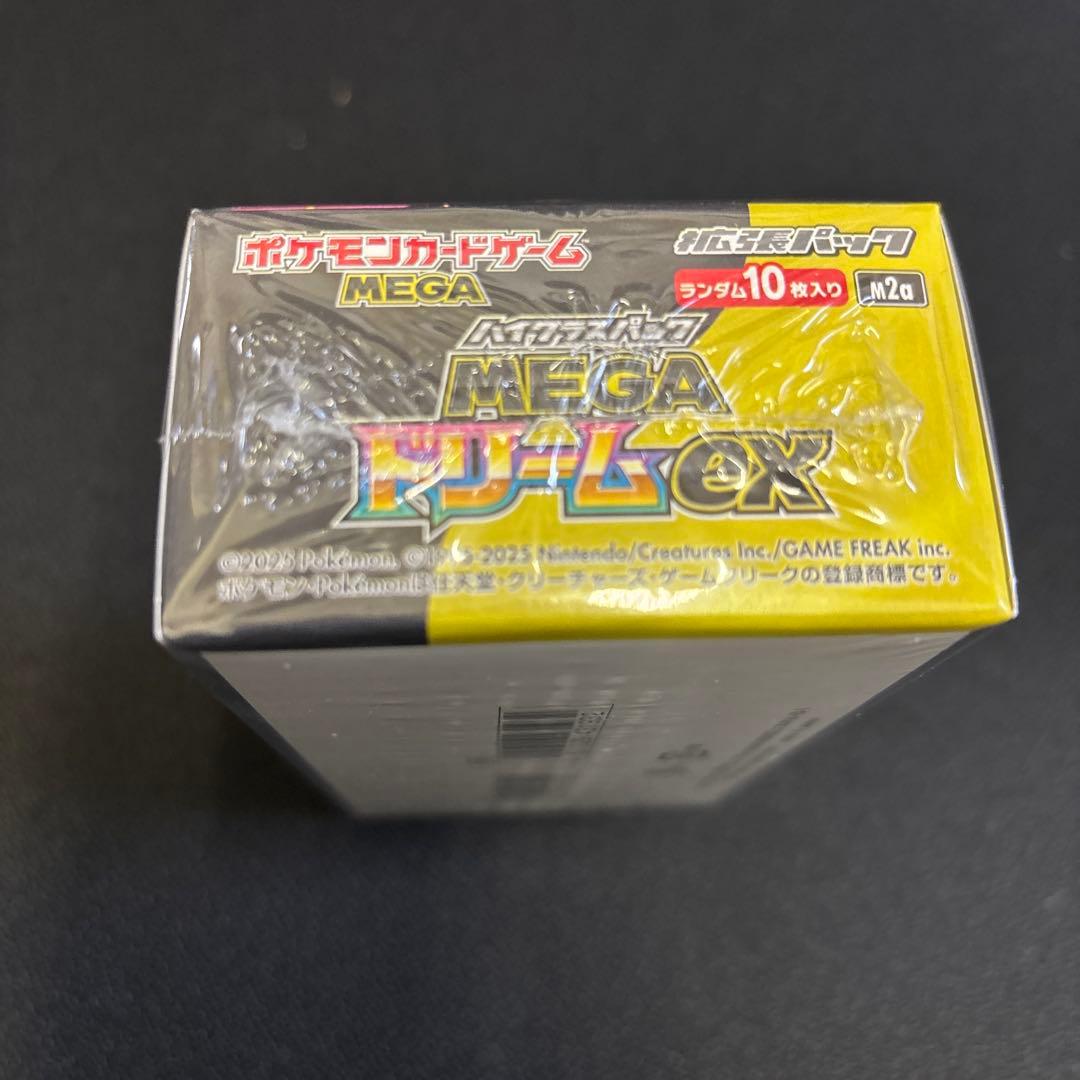 ポケモンカードゲーム
MEGA
拡張パック
ランダム10枚入り
M2a
ハイクラスパック
MEGA
ドリームex
©2025 Pokémon. ©1995-2025 Nintendo/Creatures Inc./GAME FREAK inc.
ポケモン・Pokémonは任天堂・クリーチャーズ・ゲームフリークの登録商標です。